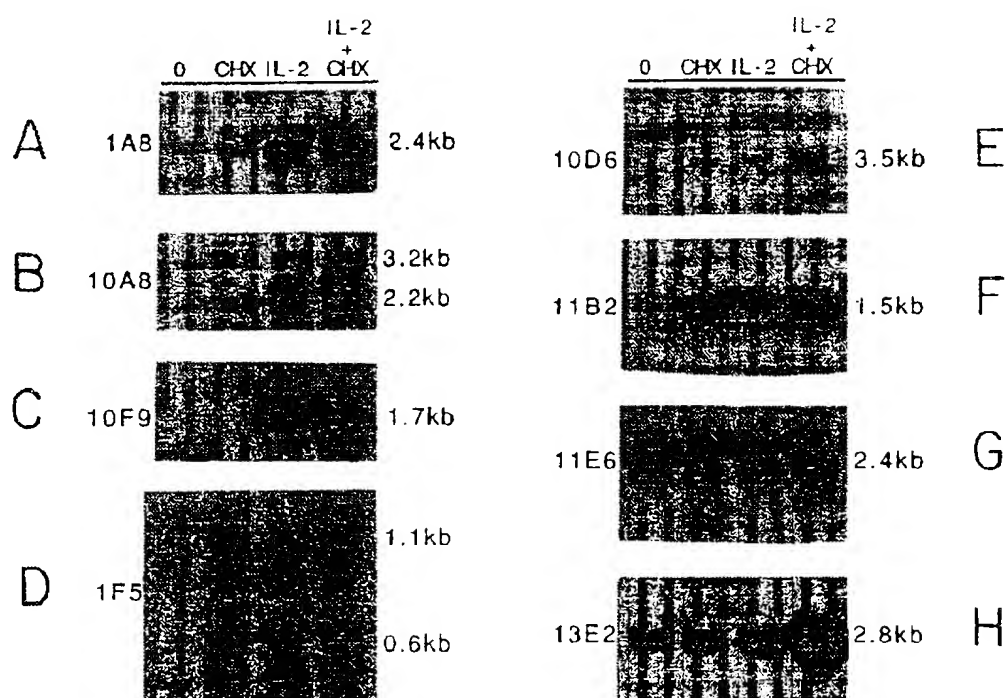 IL-2
+
0 CHX IL-2 CHX
A 1A8 2.4kb
B 10A8 3.2kb
2.2kb
C 10F9 1.7kb
D 1F5 1.1kb
0.6kb
IL-2
+
0 CHX IL-2 CHX
10D6 3.5kb E
11B2 1.5kb F
11E6 2.4kb G
13E2 2.8kb H